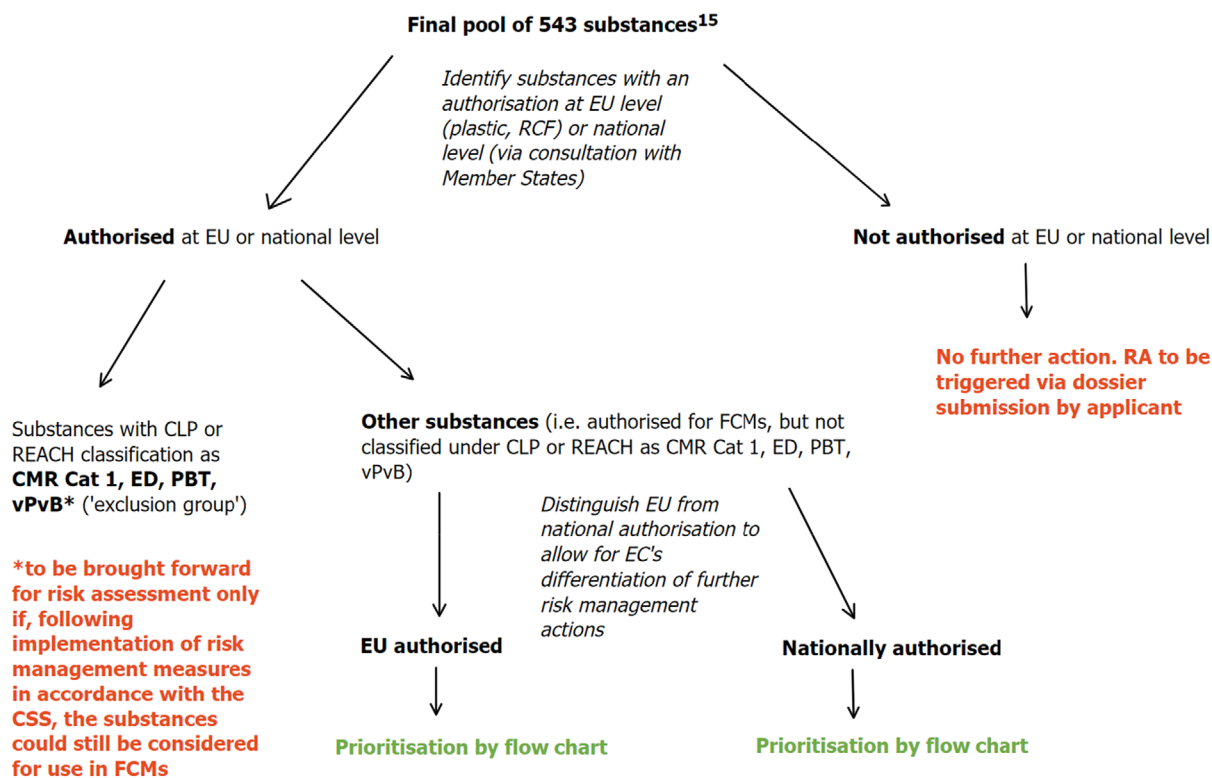 Final pool of 543 substances15
Identify substances with an
authorisation at EU level
(plastic, RCF) or national
level (via consultation with
Member States)
Authorised at EU or national level
Not authorised at EU or national level
No further action. RA to be
triggered via dossier
submission by applicant
Substances with CLP or
REACH classification as
CMR Cat 1, ED, PBT,
vPvB* ('exclusion group')
*to be brought forward
for risk assessment only
if, following
implementation of risk
management measures
in accordance with the
CSS, the substances
could still be considered
for use in FCMs
Other substances (i.e. authorised for FCMs, but not
classified under CLP or REACH as CMR Cat 1, ED, PBT,
vPvB)
Distinguish EU from
national authorisation to
allow for EC's
differentiation of further
risk management
actions
EU authorised
Nationally authorised
Prioritisation by flow chart
Prioritisation by flow chart